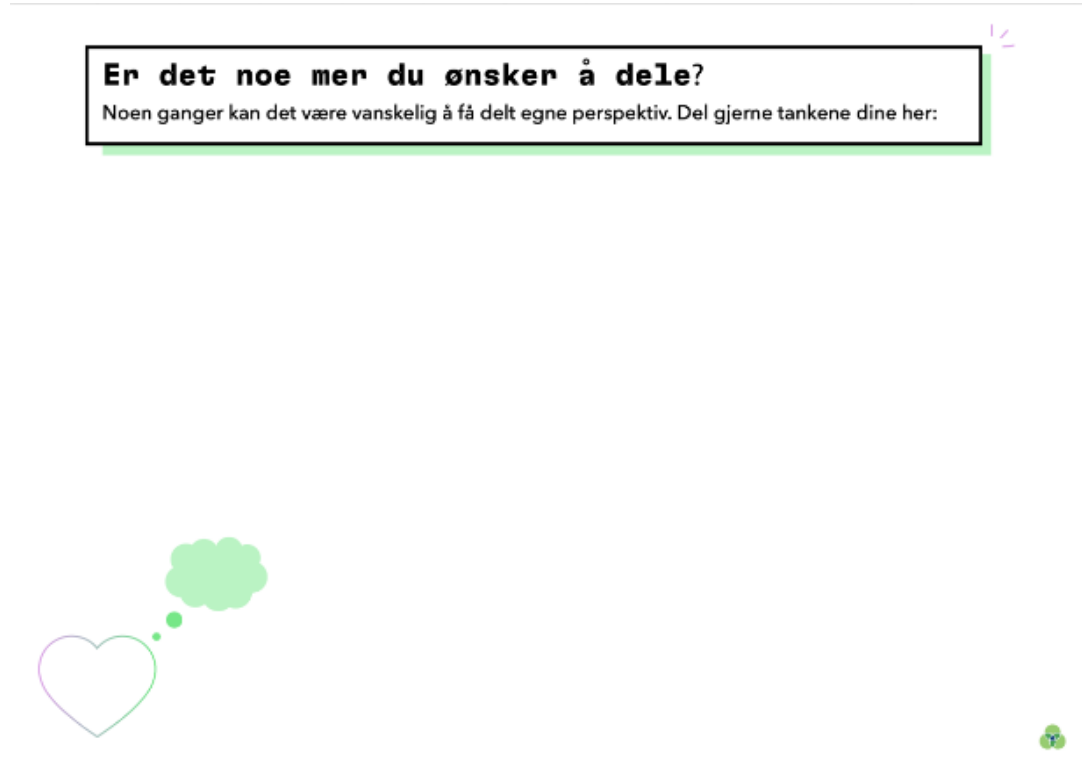 Er det noe mer du ønsker å dele?
Noen ganger kan det være vanskelig å få delt egne perspektiv. Del gjerne tankene dine her: